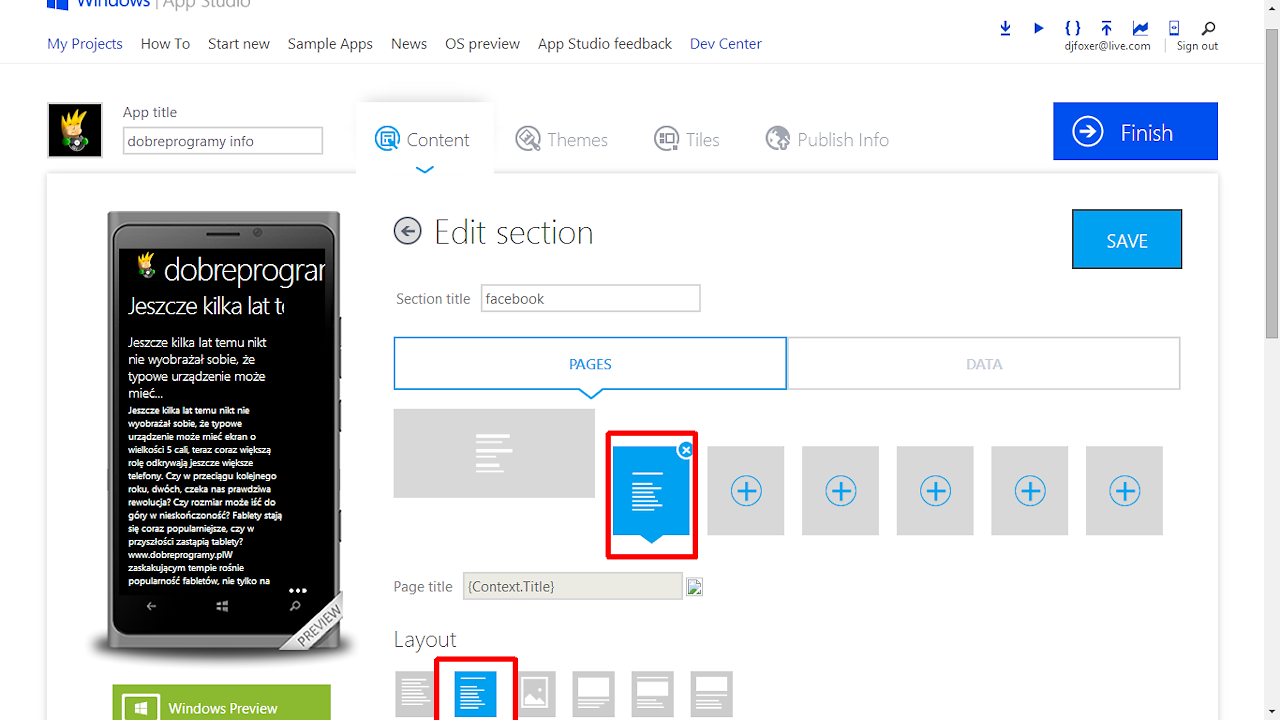 Windows | App Studio
My Projects How To Start new Sample Apps News OS preview App Studio feedback Dev Center
djfoxer@live.com Sign out
App title
dobreprogramy info
Content
Themes
Tiles
Publish Info
Finish
Edit section
SAVE
Section title facebook
PAGES
DATA
Page title {Context.Title}
Layout
dobreprograr
Jeszcze kilka lat te
Jeszcze kilka lat temu nikt
nie wyobrażał sobie, że
typowe urządzenie może
mieć...
Jeszcze kilka lat temu nikt nie
wyobrażał sobie, że typowe
urządzenie może mieć ekran o
wielkości 5 cali, teraz coraz większą
rolę odkrywają jeszcze większe
telefony. Czy w przeciągu kolejnego
roku, dwóch, czeka nas prawdziwa
rewolucja? Czy rozmiar może iść do
góry w nieskończoność? Fablety stają
się coraz popularniejsze, czy w
przyszłości zastąpią tablety?
www.dobreprogramy.plW
zaskakującym tempie rośnie
popularność fabletów, nie tylko na
PREVIEW
Windows Preview